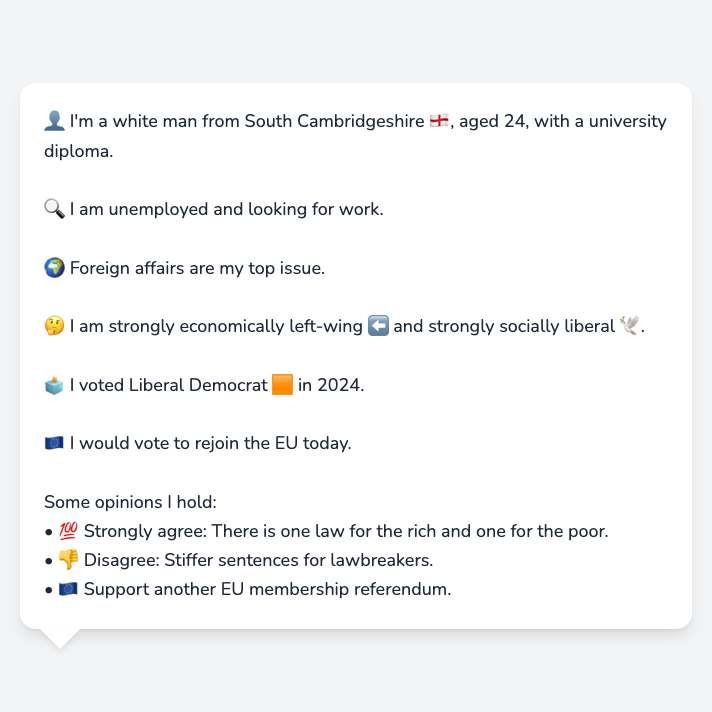 👤 I'm a white man from South Cambridgeshire 🏴󠁧󠁢󠁥󠁮󠁧󠁿, aged 24, with a university
diploma.
🔍 I am unemployed and looking for work.
🌍 Foreign affairs are my top issue.
🤔 I am strongly economically left-wing ⬅️ and strongly socially liberal 🕊️.
🗳️ I voted Liberal Democrat 🟧 in 2024.
🇪🇺 I would vote to rejoin the EU today.
Some opinions I hold:
• 💯 Strongly agree: There is one law for the rich and one for the poor.
• 👎 Disagree: Stiffer sentences for lawbreakers.
• 🇪🇺 Support another EU membership referendum.